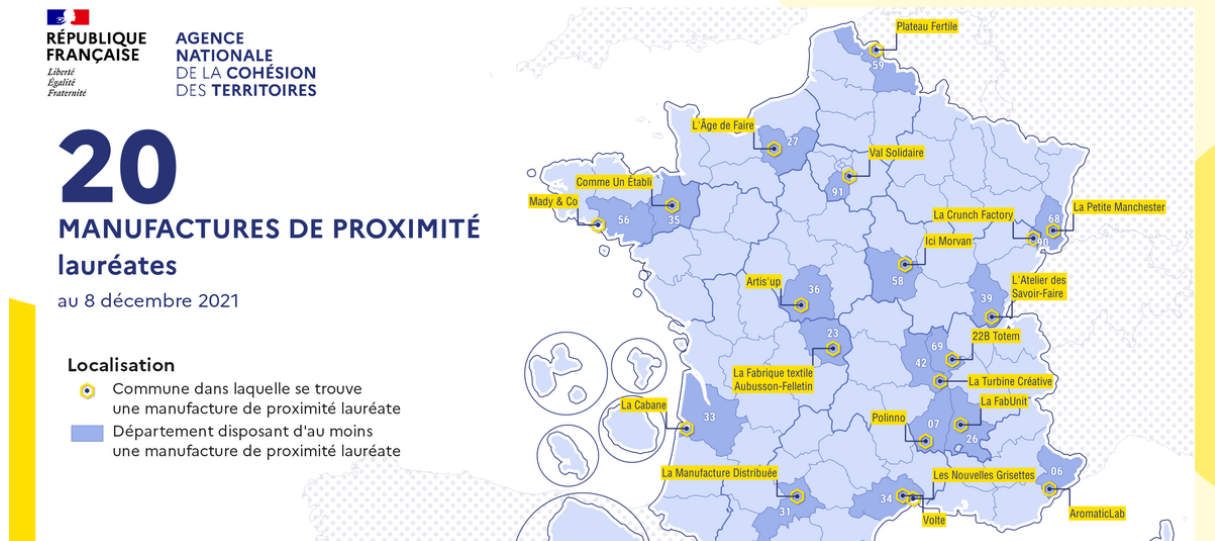 RÉPUBLIQUE
FRANÇAISE
Liberté
Égalité
Fraternité
AGENCE
NATIONALE
DE LA COHÉSION
DES TERRITOIRES
20
MANUFACTURES DE PROXIMITÉ
lauréates
au 8 décembre 2021
Localisation
Commune dans laquelle se trouve
une manufacture de proximité lauréate
Département disposant d'au moins
une manufacture de proximité lauréate
Plateau Fertile
59
L'Âge de Faire
27
Val Solidaire
91
Comme Un Établi
35
Mady & Co
56
La Crunch Factory
90
68
La Petite Manchester
Ici Morvan
58
Artis'up
36
L'Atelier des
Savoir-Faire
39
23
La Fabrique textile
Aubusson-Felletin
69
22B Totem
42
La Turbine Créative
La Cabane
33
Polinno
07
La FabUnit
26
La Manufacture Distribuée
31
34
Les Nouvelles Grisettes
Volte
06
AromaticLab